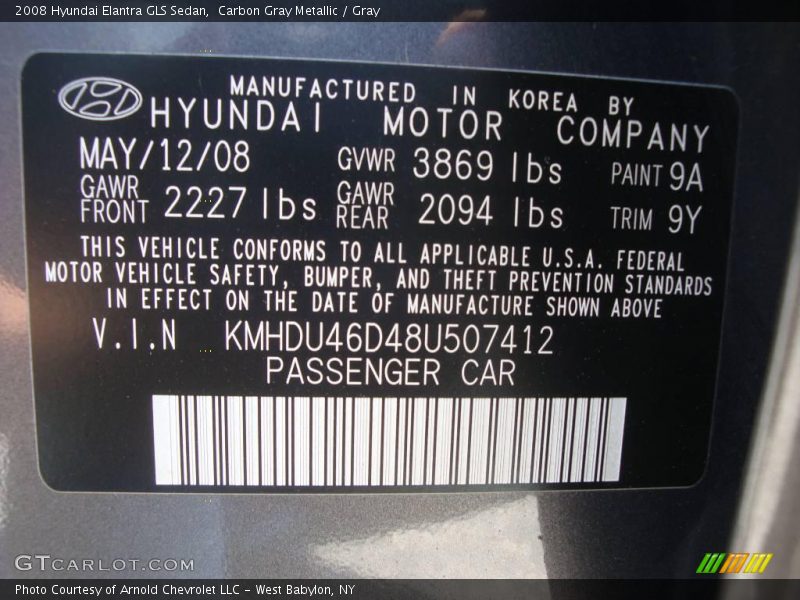 2008 Hyundai Elantra GLS Sedan,  Carbon Gray Metallic / Gray
MANUFACTURED IN KOREA BY
HYUNDAI MOTOR COMPANY
MAY/12/08 GVWR 3869 lbs PAINT 9A
GAWR FRONT 2227 lbs GAWR REAR 2094 lbs TRIM 9Y
THIS VEHICLE CONFORMS TO ALL APPLICABLE U.S.A. FEDERAL
MOTOR VEHICLE SAFETY, BUMPER, AND THEFT PREVENTION STANDARDS
IN EFFECT ON THE DATE OF MANUFACTURE SHOWN ABOVE
V.I.N KMHDU46D48U507412
PASSENGER CAR
GTCARLOT.COM
Photo Courtesy of Arnold Chevrolet LLC - West Babylon, NY